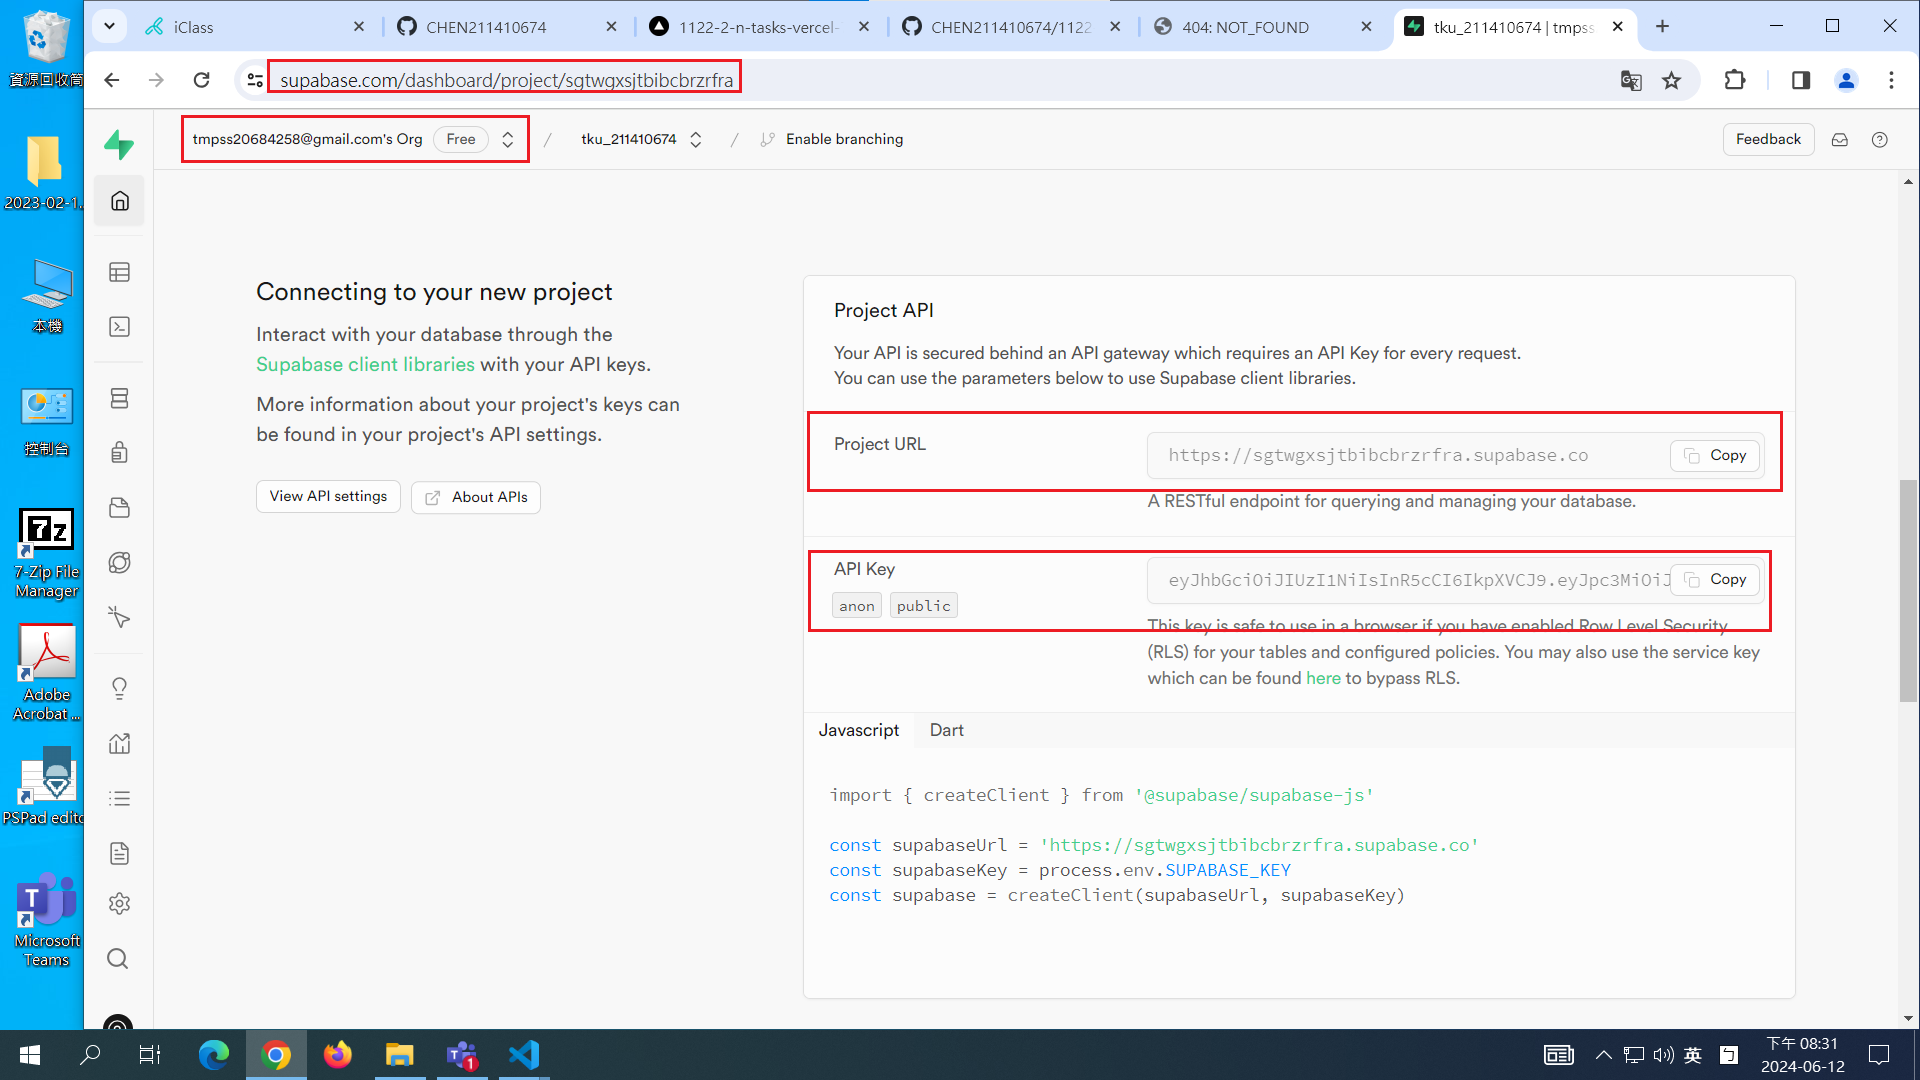 iClass
CHEN211410674
1122-2-n-tasks-vercel-
CHEN211410674/1122
404: NOT_FOUND
tku_211410674 | tmpss
supabase.com/dashboard/project/sgtwgxsjtbibcbrzrfra
tmpss20684258@gmail.com's Org
Free
/
tku_211410674
/
Enable branching
Feedback
資源回收筒
2023-02-1...
本機
控制台
7-Zip File
Manager
Adobe
Acrobat ...
PSPad edito
Microsoft
Teams
Connecting to your new project
Interact with your database through the
Supabase client libraries with your API keys.
More information about your project's keys can
be found in your project's API settings.
View API settings
About APIs
Project API
Your API is secured behind an API gateway which requires an API Key for every request.
You can use the parameters below to use Supabase client libraries.
Project URL
https://sgtwgxsjtbibcbrzrfra.supabase.co
Copy
A RESTful endpoint for querying and managing your database.
API Key
anon
public
eyJhbGciOiJIUzI1NiIsInR5cCI6IkpXVCJ9.eyJpc3MiOiJ
Copy
This key is safe to use in a browser if you have enabled Row Level Security
(RLS) for your tables and configured policies. You may also use the service key
which can be found here to bypass RLS.
Javascript
Dart
import { createClient } from '@supabase/supabase-js'
const supabaseUrl = 'https://sgtwgxsjtbibcbrzrfra.supabase.co'
const supabaseKey = process.env.SUPABASE_KEY
const supabase = createClient(supabaseUrl, supabaseKey)
英
下午 08:31
2024-06-12